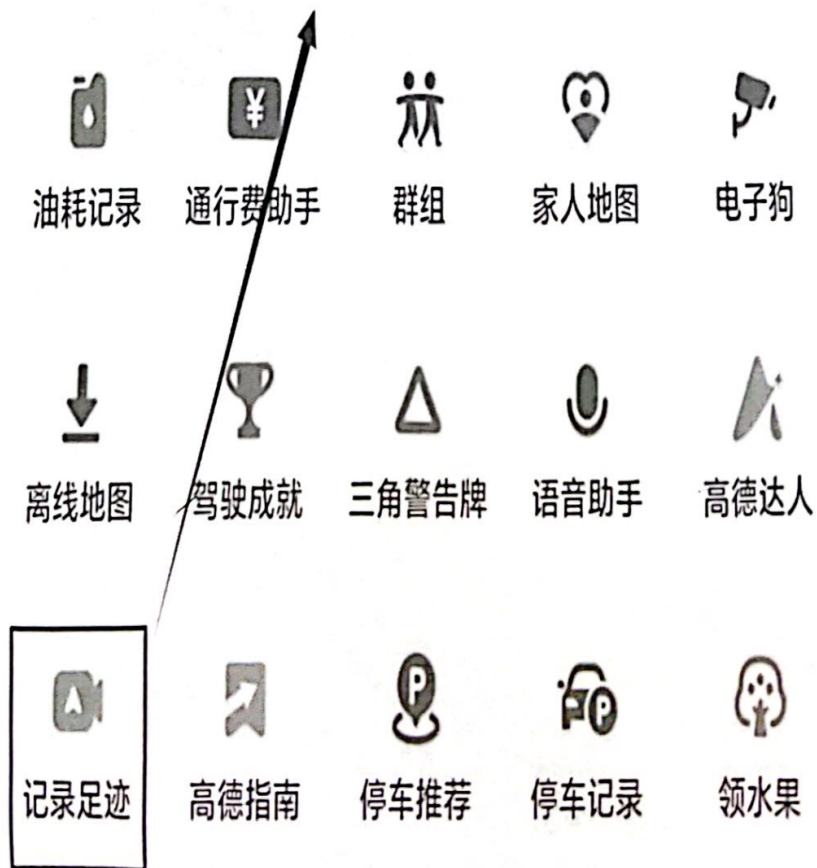 油耗记录 通行费助手 群组 家人地图 电子狗
离线地图 驾驶成就 三角警告牌 语音助手 高德达人
记录足迹 高德指南 停车推荐 停车记录 领水果